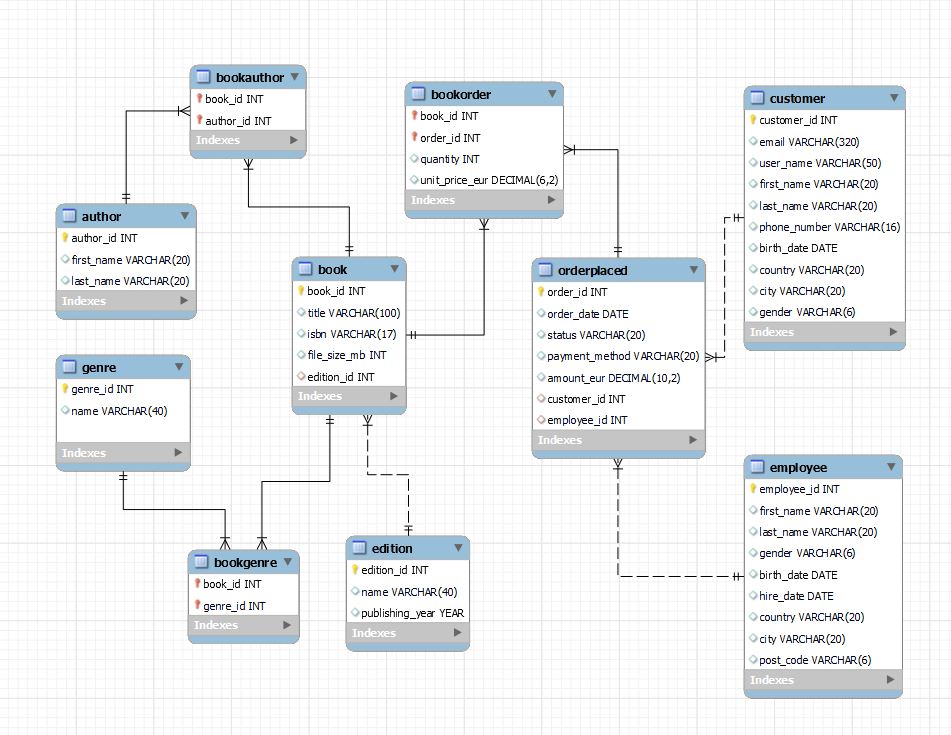 bookauthor
book_id INT
author_id INT
Indexes
bookorder
book_id INT
order_id INT
quantity INT
unit_price_eur DECIMAL(6,2)
Indexes
customer
customer_id INT
email VARCHAR(320)
user_name VARCHAR(50)
first_name VARCHAR(20)
last_name VARCHAR(20)
phone_number VARCHAR(16)
birth_date DATE
country VARCHAR(20)
city VARCHAR(20)
gender VARCHAR(6)
Indexes
author
author_id INT
first_name VARCHAR(20)
last_name VARCHAR(20)
Indexes
book
book_id INT
title VARCHAR(100)
isbn VARCHAR(17)
file_size_mb INT
edition_id INT
Indexes
orderplaced
order_id INT
order_date DATE
status VARCHAR(20)
payment_method VARCHAR(20)
amount_eur DECIMAL(10,2)
customer_id INT
employee_id INT
Indexes
genre
genre_id INT
name VARCHAR(40)
Indexes
employee
employee_id INT
first_name VARCHAR(20)
last_name VARCHAR(20)
gender VARCHAR(6)
birth_date DATE
hire_date DATE
country VARCHAR(20)
city VARCHAR(20)
post_code VARCHAR(6)
Indexes
bookgenre
book_id INT
genre_id INT
Indexes
edition
edition_id INT
name VARCHAR(40)
publishing_year YEAR
Indexes